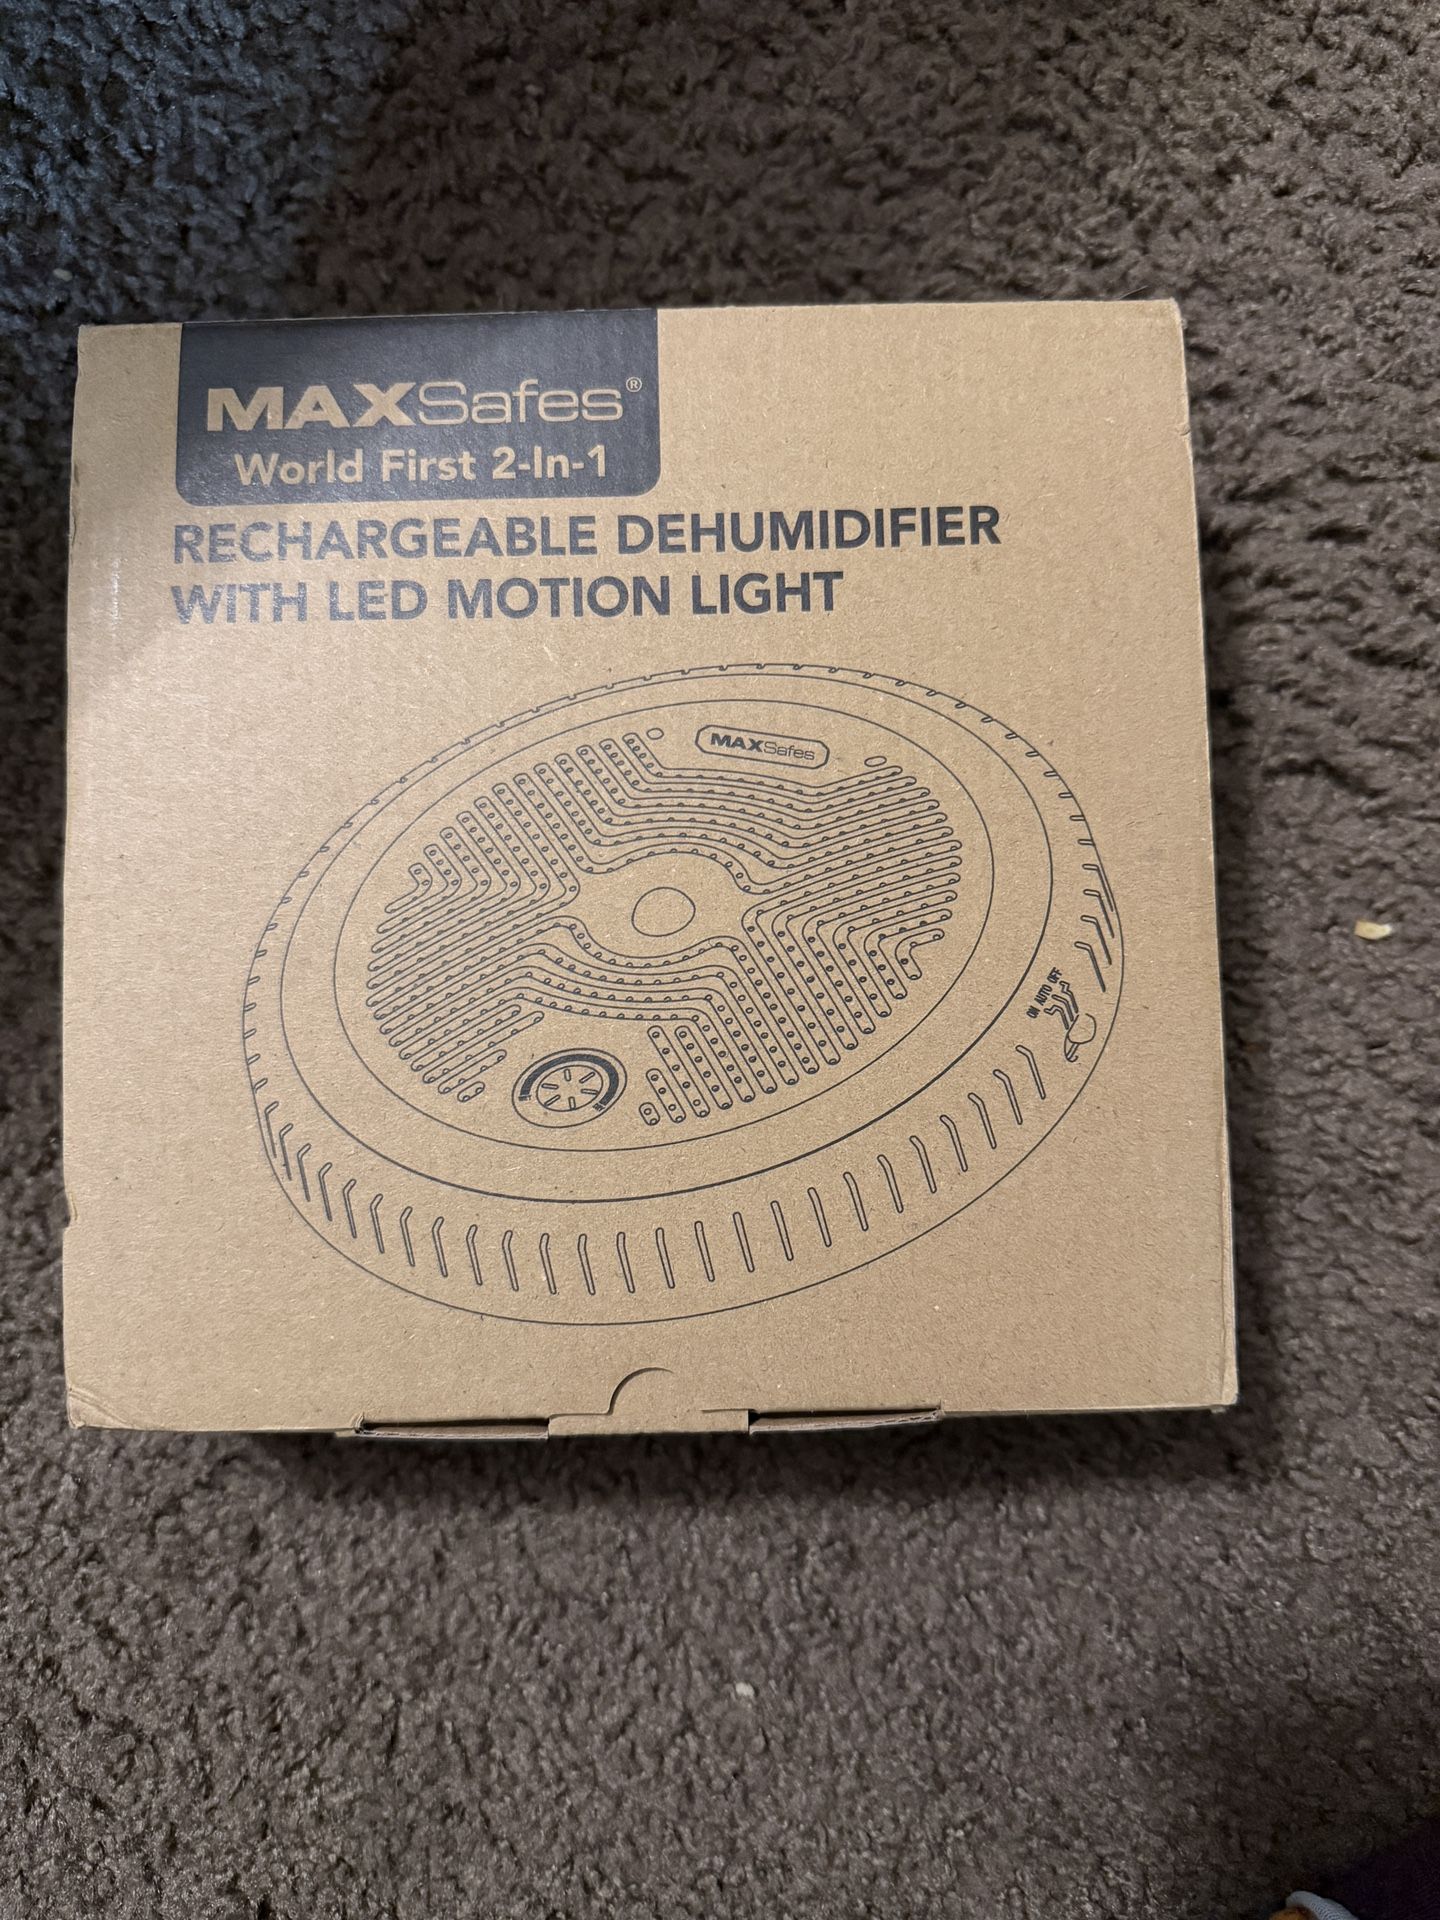 MAXSafes®
World First 2-In-1
RECHARGEABLE DEHUMIDIFIER
WITH LED MOTION LIGHT
MAXSafes
ON AUTO OFF